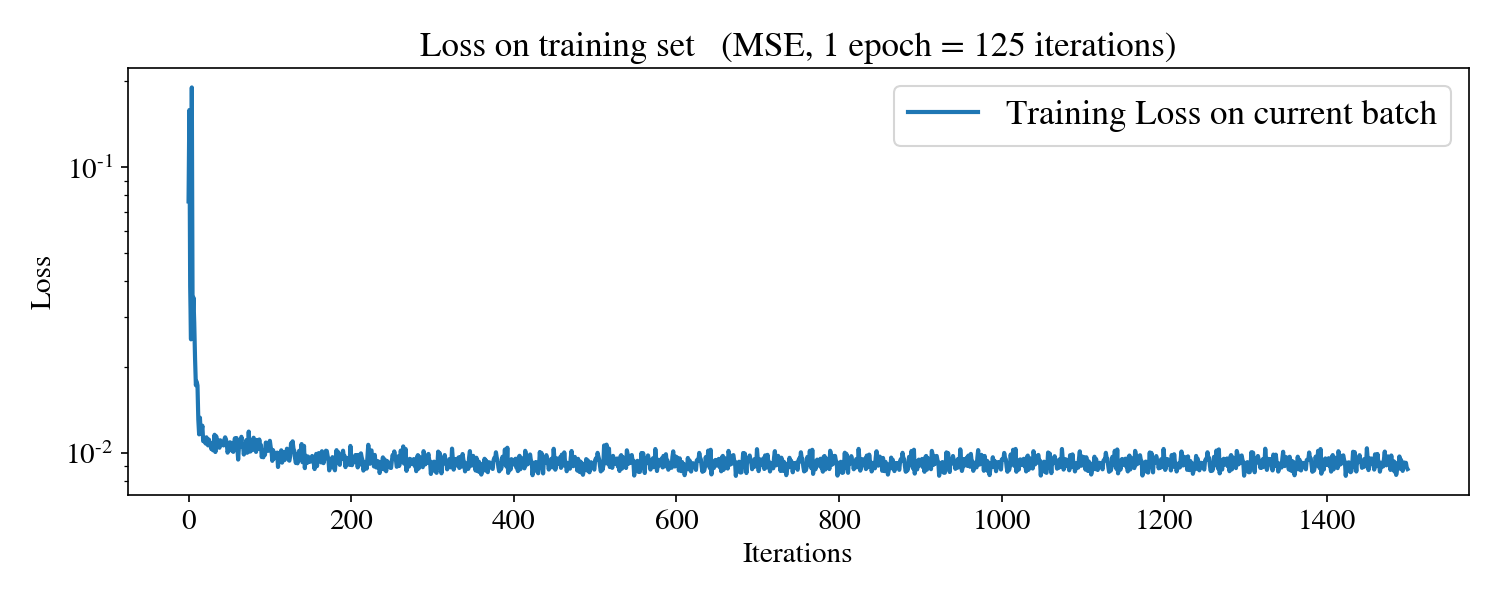 Loss on training set   (MSE, 1 epoch = 125 iterations)
Training Loss on current batch
Loss
10⁻¹
10⁻²
0 200 400 600 800 1000 1200 1400
Iterations